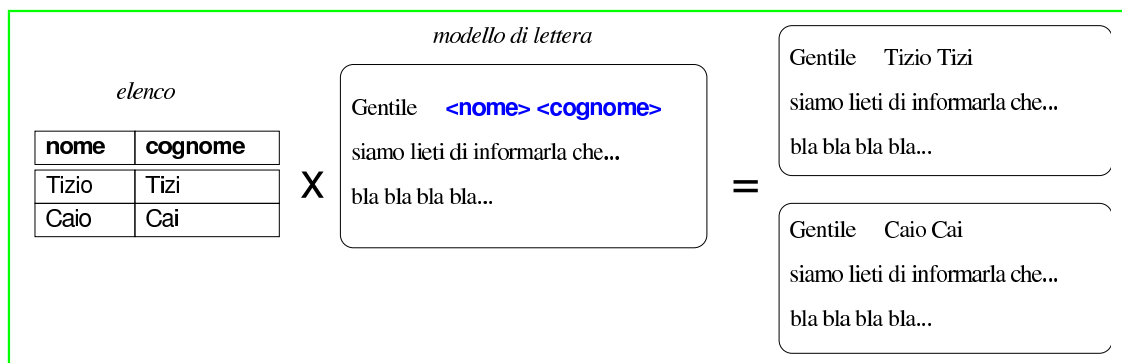 elenco
nome cognome
Tizio Tizi
Caio Cai
X
modello di lettera
Gentile <nome> <cognome>
siamo lieti di informarla che...
bla bla bla bla...
=
Gentile Tizio Tizi
siamo lieti di informarla che...
bla bla bla bla...
Gentile Caio Cai
siamo lieti di informarla che...
bla bla bla bla...